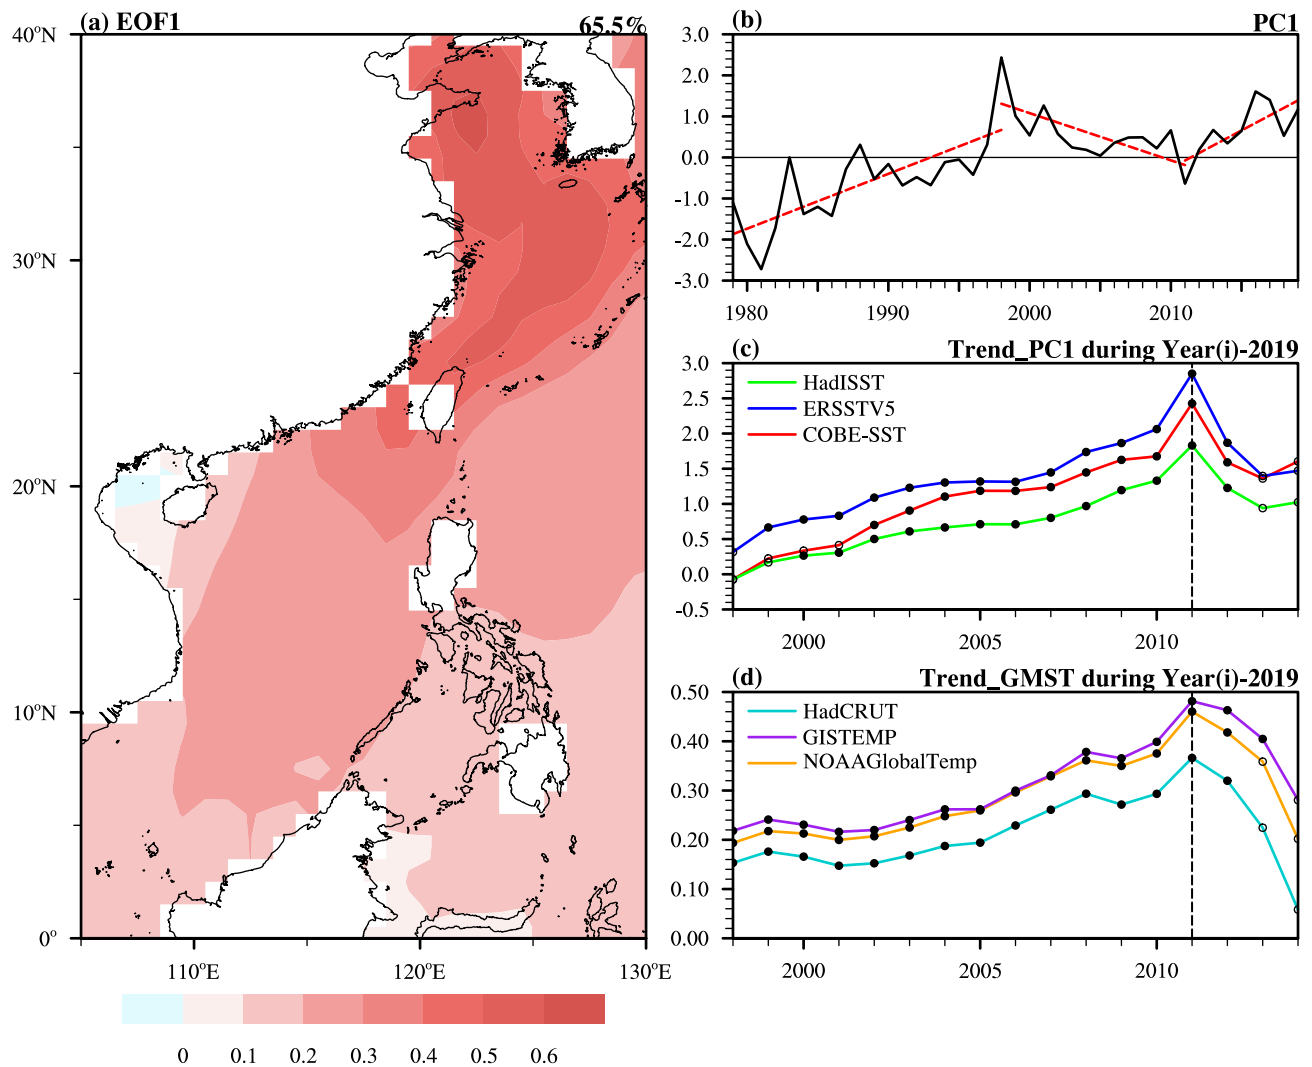 (a) EOF1 65.5%
40°N
30°N
20°N
10°N
0°
110°E 120°E 130°E
0 0.1 0.2 0.3 0.4 0.5 0.6
(b) PC1
3.0
2.0
1.0
0.0
-1.0
-2.0
-3.0
1980 1990 2000 2010
(c) Trend_PC1 during Year(i)-2019
3.0
2.5
2.0
1.5
1.0
0.5
0.0
-0.5
HadISST
ERSSTV5
COBE-SST
2000 2005 2010
(d) Trend_GMST during Year(i)-2019
0.50
0.40
0.30
0.20
0.10
0.00
HadCRUT
GISTEMP
NOAAGlobalTemp
2000 2005 2010